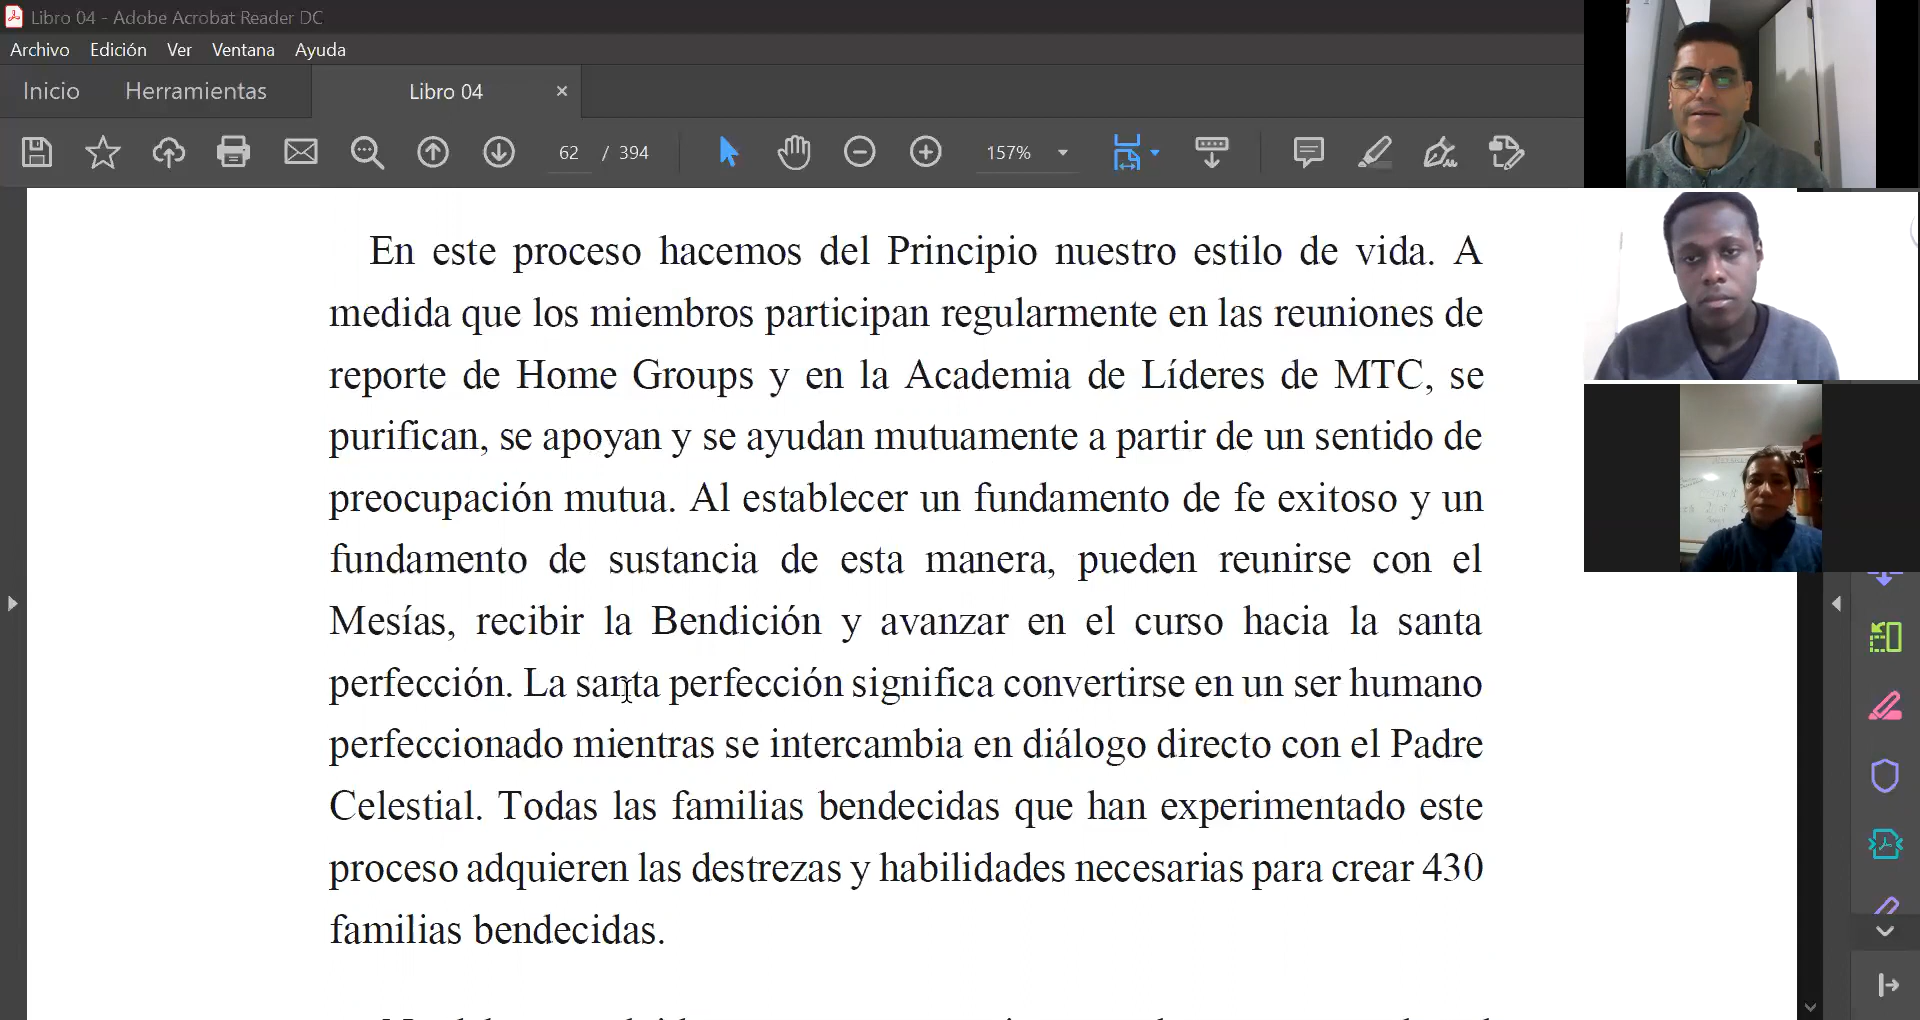 Libro 04 - Adobe Acrobat Reader DC
Archivo Edición Ver Ventana Ayuda
Inicio Herramientas Libro 04
62 / 394 157%
En este proceso hacemos del Principio nuestro estilo de vida. A
medida que los miembros participan regularmente en las reuniones de
reporte de Home Groups y en la Academia de Líderes de MTC, se
purifican, se apoyan y se ayudan mutuamente a partir de un sentido de
preocupación mutua. Al establecer un fundamento de fe exitoso y un
fundamento de sustancia de esta manera, pueden reunirse con el
Mesías, recibir la Bendición y avanzar en el curso hacia la santa
perfección. La santa perfección significa convertirse en un ser humano
perfeccionado mientras se intercambia en diálogo directo con el Padre
Celestial. Todas las familias bendecidas que han experimentado este
proceso adquieren las destrezas y habilidades necesarias para crear 430
familias bendecidas.